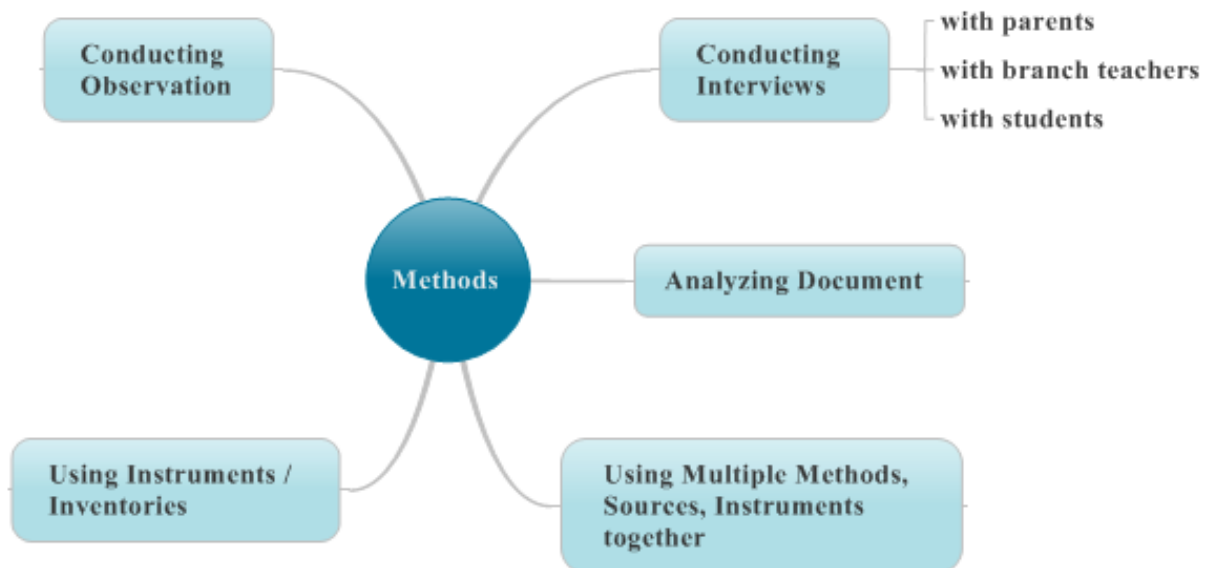 Conducting
Observation
Conducting
Interviews
with parents
with branch teachers
with students
Methods
Analyzing Document
Using Instruments /
Inventories
Using Multiple Methods,
Sources, Instruments
together